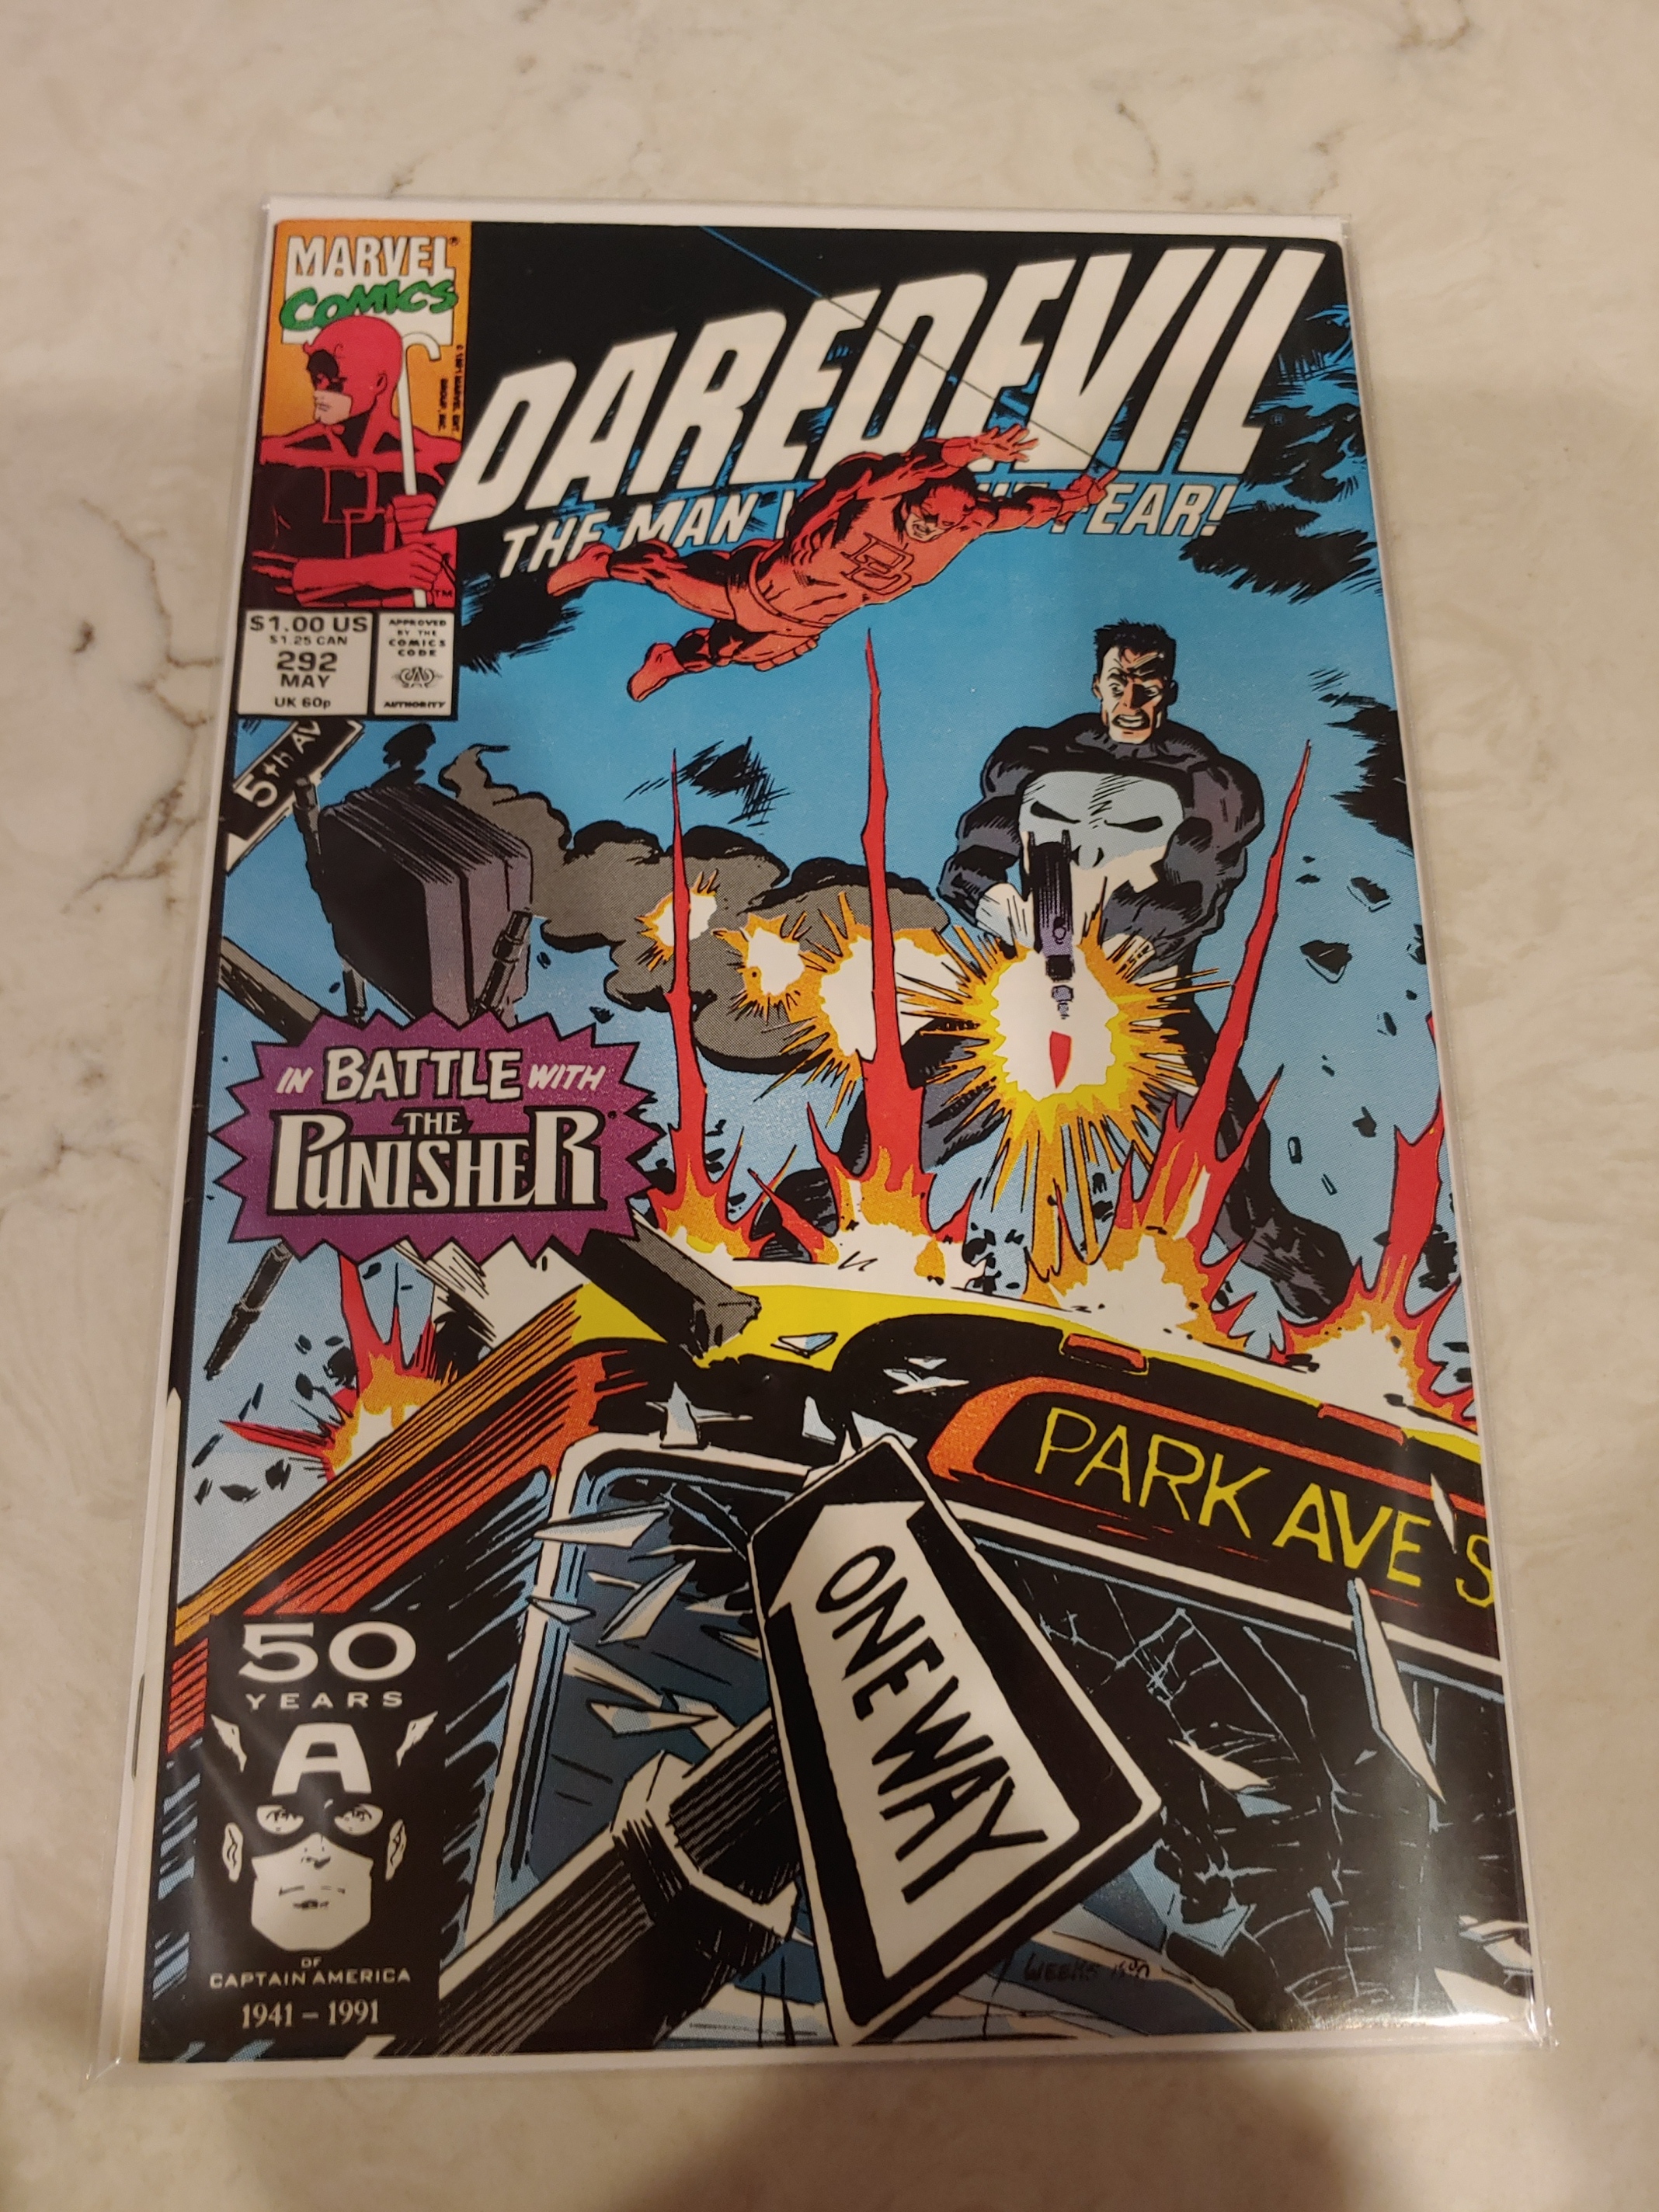 MARVEL®
COMICS
DAREDEVIL®
THE MAN FEAR!
TM
$1.00 US
$1.25 CAN
292
MAY
UK 60p
APPROVED
BY THE
COMICS
CODE
AUTHORITY
5th AV
IN BATTLE WITH
THE
PUNISHER®
PARK AVE S
ONE WAY
50
YEARS
A
OF
CAPTAIN AMERICA
1941 – 1991
WEEKS